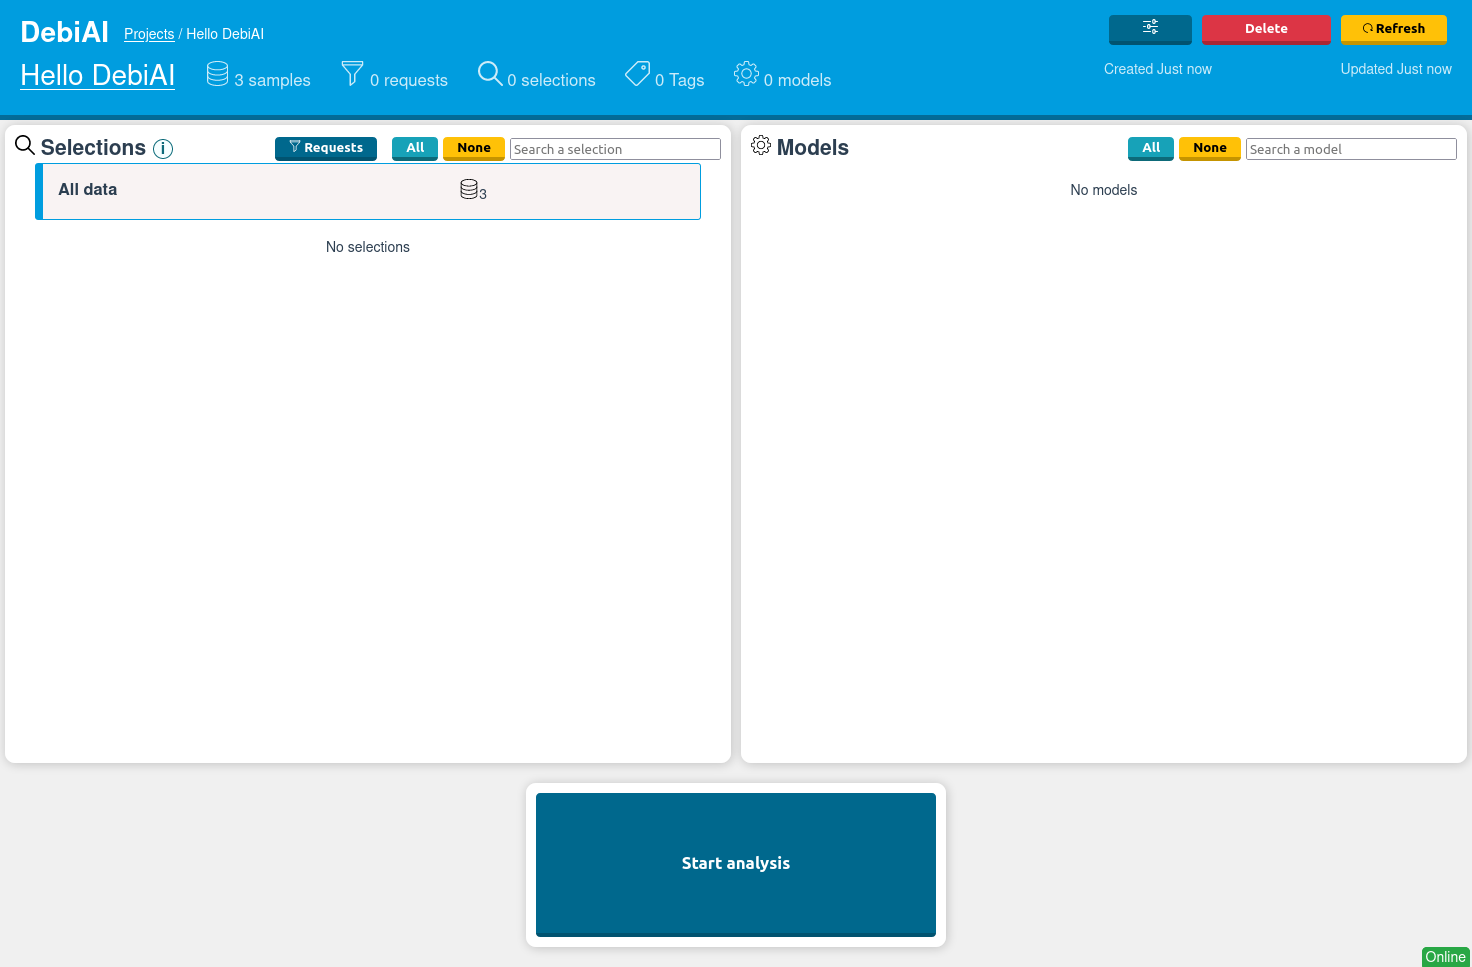 DebiAI Projects / Hello DebiAI
Delete
Refresh
Hello DebiAI
3 samples
0 requests
0 selections
0 Tags
0 models
Created Just now
Updated Just now
Selections i
Requests
All
None
Search a selection
All data
3
No selections
Models
All
None
Search a model
No models
Start analysis
Online